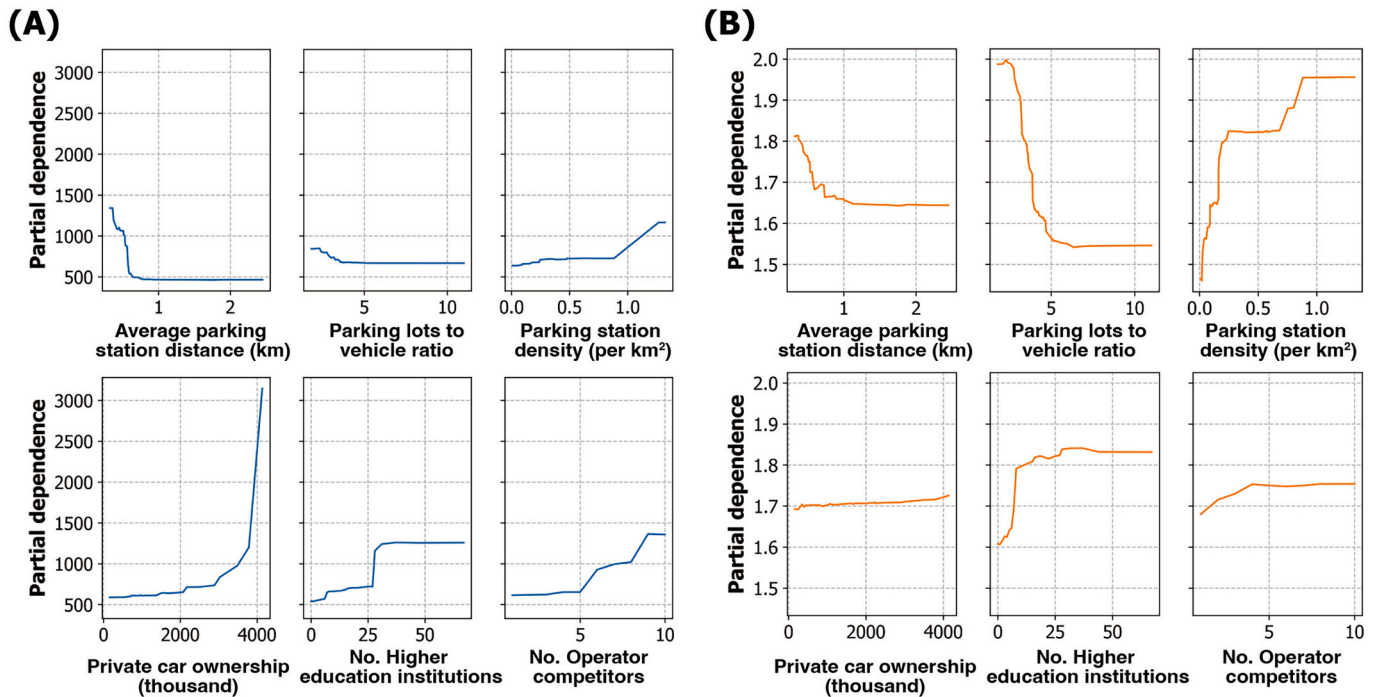 (A)
Partial dependence
3000
2500
2000
1500
1000
500
1 2
Average parking
station distance (km)
5 10
Parking lots to
vehicle ratio
0.0 0.5 1.0
Parking station
density (per km²)
Partial dependence
3000
2500
2000
1500
1000
500
0 2000 4000
Private car ownership
(thousand)
0 25 50
No. Higher
education institutions
5 10
No. Operator
competitors
(B)
Partial dependence
2.0
1.9
1.8
1.7
1.6
1.5
1 2
Average parking
station distance (km)
5 10
Parking lots to
vehicle ratio
0.0 0.5 1.0
Parking station
density (per km²)
Partial dependence
2.0
1.9
1.8
1.7
1.6
1.5
0 2000 4000
Private car ownership
(thousand)
0 25 50
No. Higher
education institutions
5 10
No. Operator
competitors